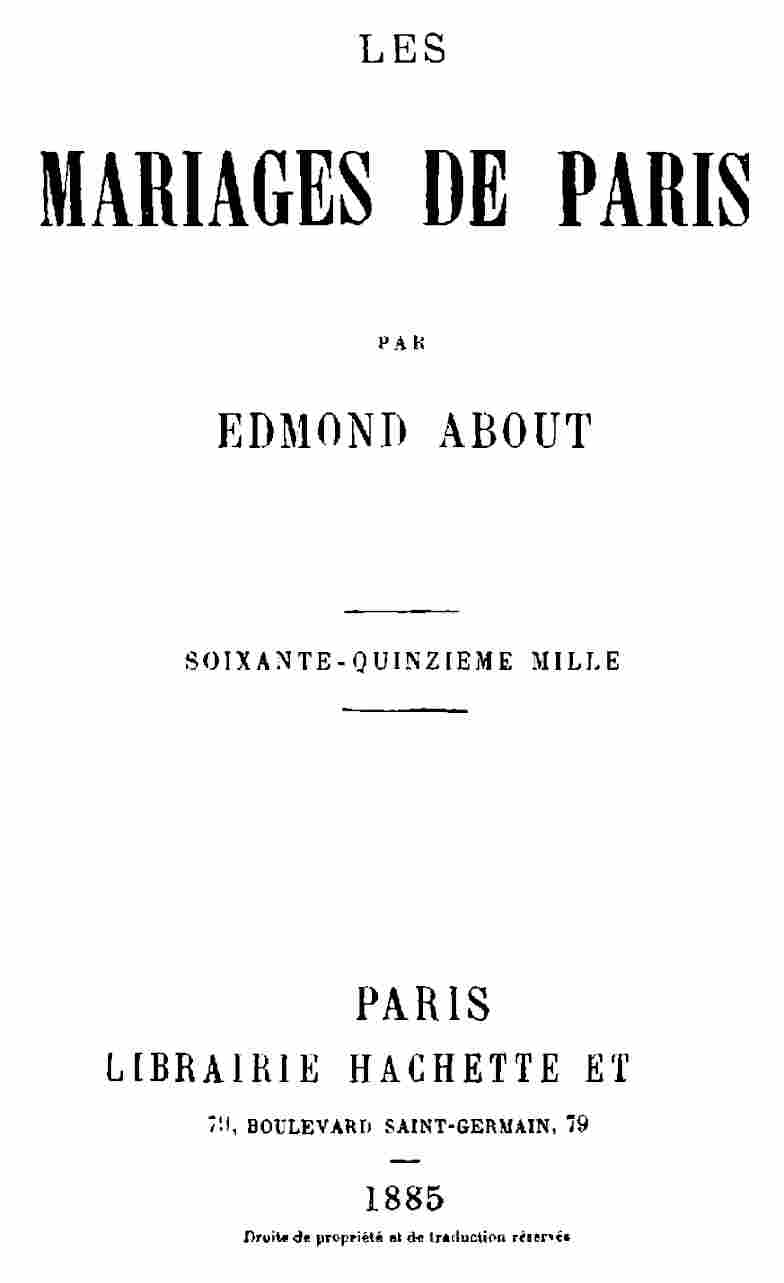 LES
MARIAGES DE PARIS
PAR
EDMOND ABOUT
SOIXANTE-QUINZIEME MILLE
PARIS
LIBRAIRIE HACHETTE ET
79, BOULEVARD SAINT-GERMAIN, 79
1885
Droits de propriété et de traduction réservés